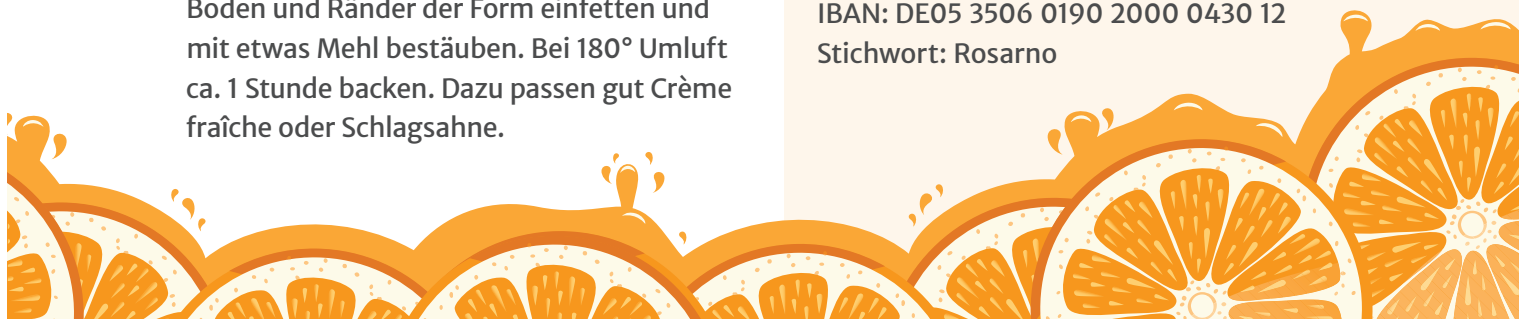 Boden und Ränder der Form einfetten und
mit etwas Mehl bestäuben. Bei 180° Umluft
ca. 1 Stunde backen. Dazu passen gut Crème
fraîche oder Schlagsahne.
IBAN: DE05 3506 0190 2000 0430 12
Stichwort: Rosarno